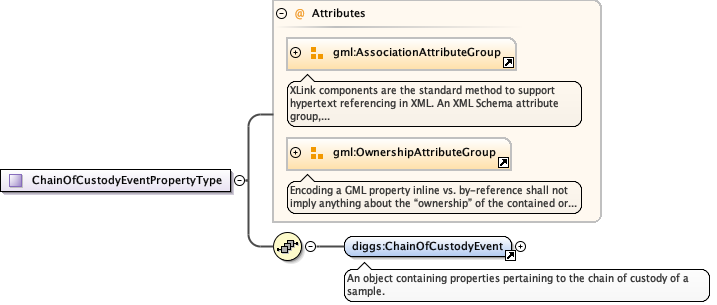 @ Attributes
gml:AssociationAttributeGroup
XLink components are the standard method to support
hypertext referencing in XML. An XML Schema attribute
group,...
gml:OwnershipAttributeGroup
Encoding a GML property inline vs. by-reference shall not
imply anything about the “ownership” of the contained or...
ChainOfCustodyEventPropertyType
diggs:ChainOfCustodyEvent
An object containing properties pertaining to the chain of custody of a
sample.